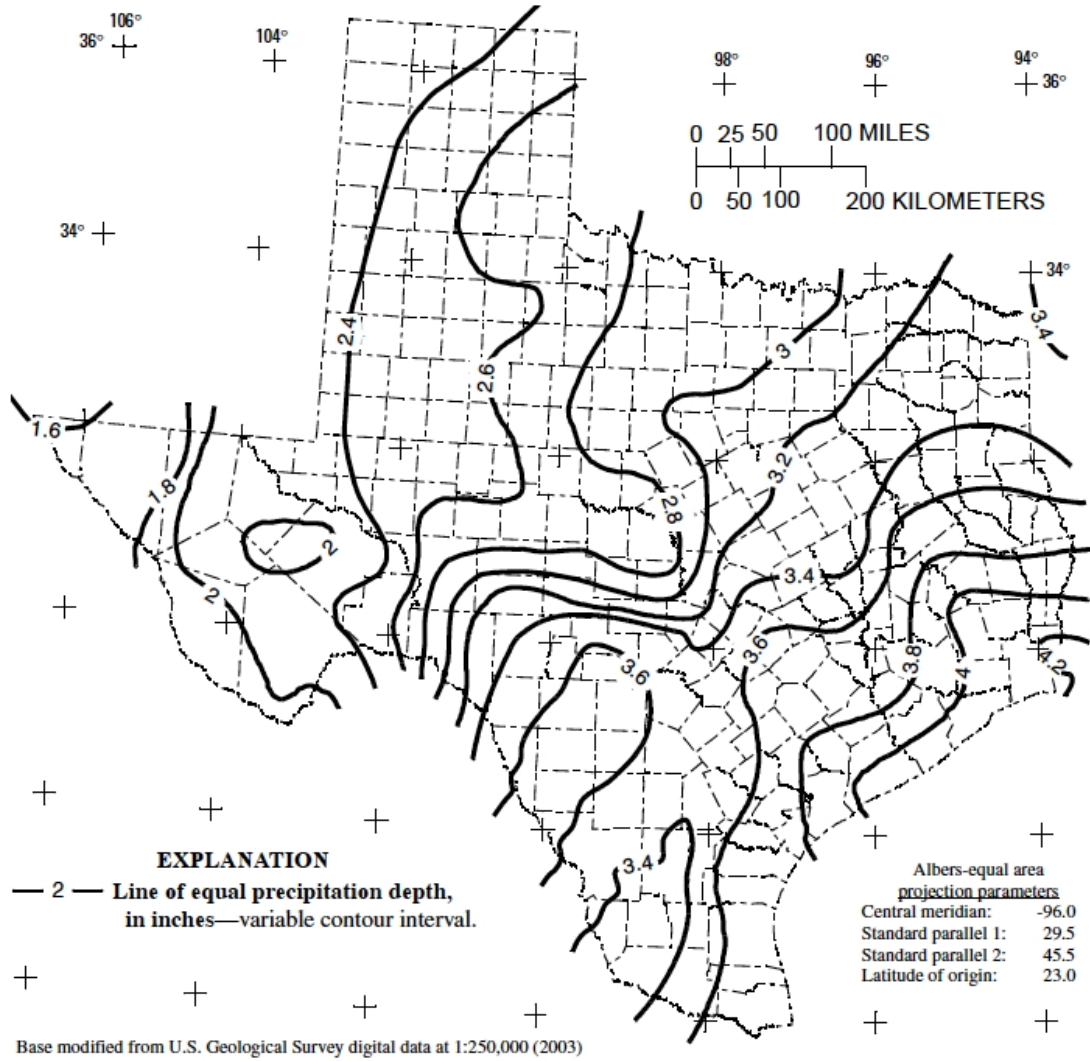 106°
36°
104°
98°
96°
94°
36°
0 25 50 100 MILES
0 50 100 200 KILOMETERS
34°
34°
3.4
2.4
3
2.6
1.6
3.2
1.8
2.8
2
3.4
2
3.6
3.8
3.6
4
4.2
3.4
EXPLANATION
2 Line of equal precipitation depth,
in inches—variable contour interval.
Albers-equal area
projection parameters
Central meridian: -96.0
Standard parallel 1: 29.5
Standard parallel 2: 45.5
Latitude of origin: 23.0
Base modified from U.S. Geological Survey digital data at 1:250,000 (2003)